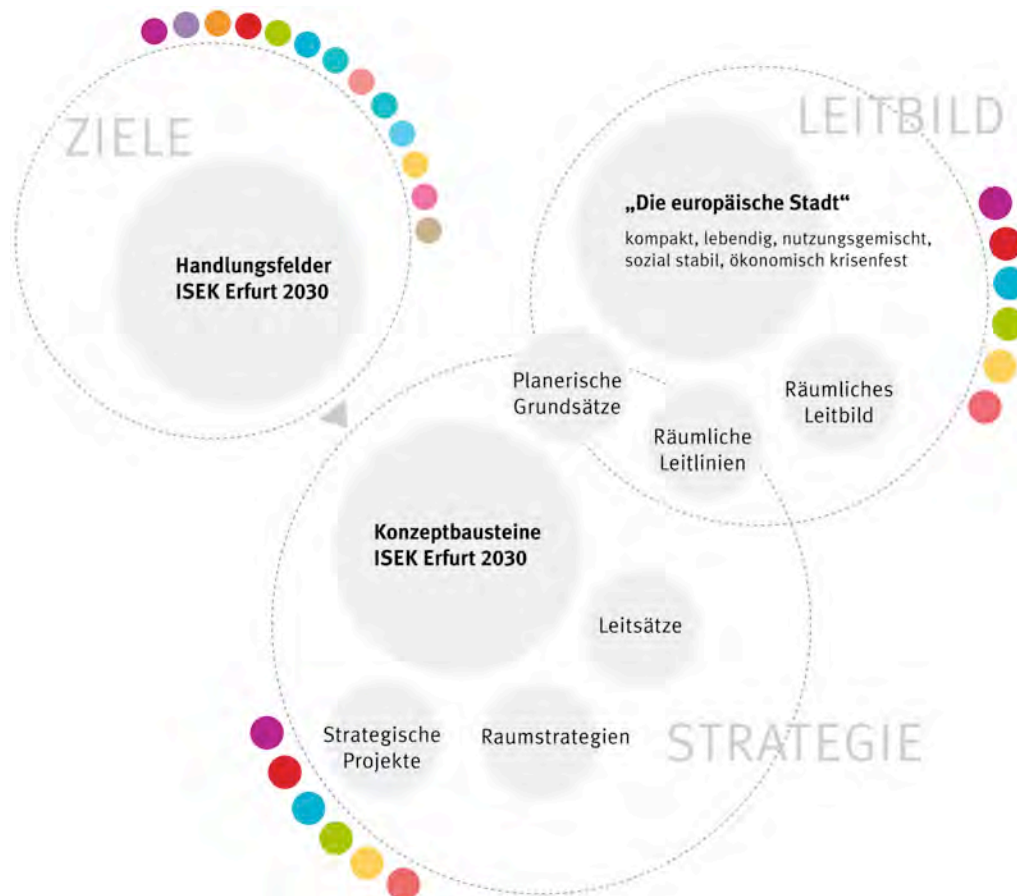 ZIELE
Handlungsfelder
ISEK Erfurt 2030
LEITBILD
„Die europäische Stadt“
kompakt, lebendig, nutzungsgemischt,
sozial stabil, ökonomisch krisenfest
Planerische
Grundsätze
Räumliche
Leitlinien
Räumliches
Leitbild
Konzeptbausteine
ISEK Erfurt 2030
Leitsätze
Strategische
Projekte
Raumstrategien
STRATEGIE